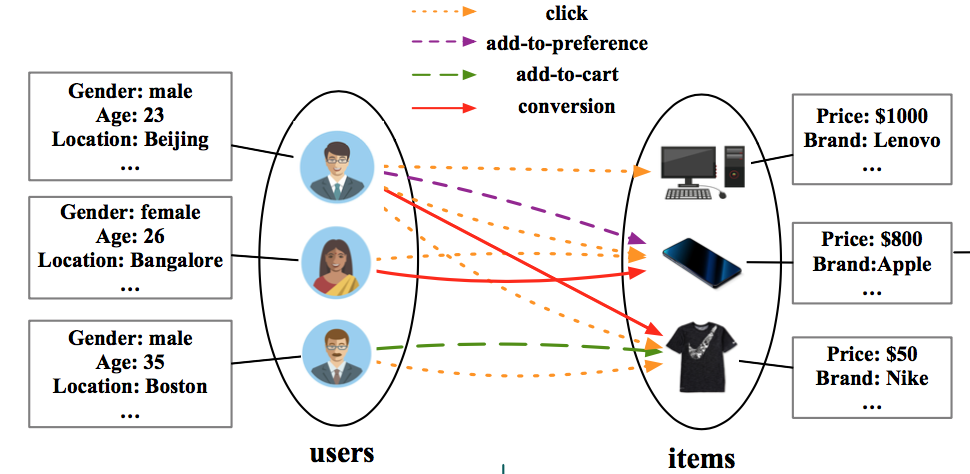 click
add-to-preference
add-to-cart
conversion
Gender: male
Age: 23
Location: Beijing
...
Gender: female
Age: 26
Location: Bangalore
...
Gender: male
Age: 35
Location: Boston
...
Price: $1000
Brand: Lenovo
...
Price: $800
Brand:Apple
...
Price: $50
Brand: Nike
...
users
items